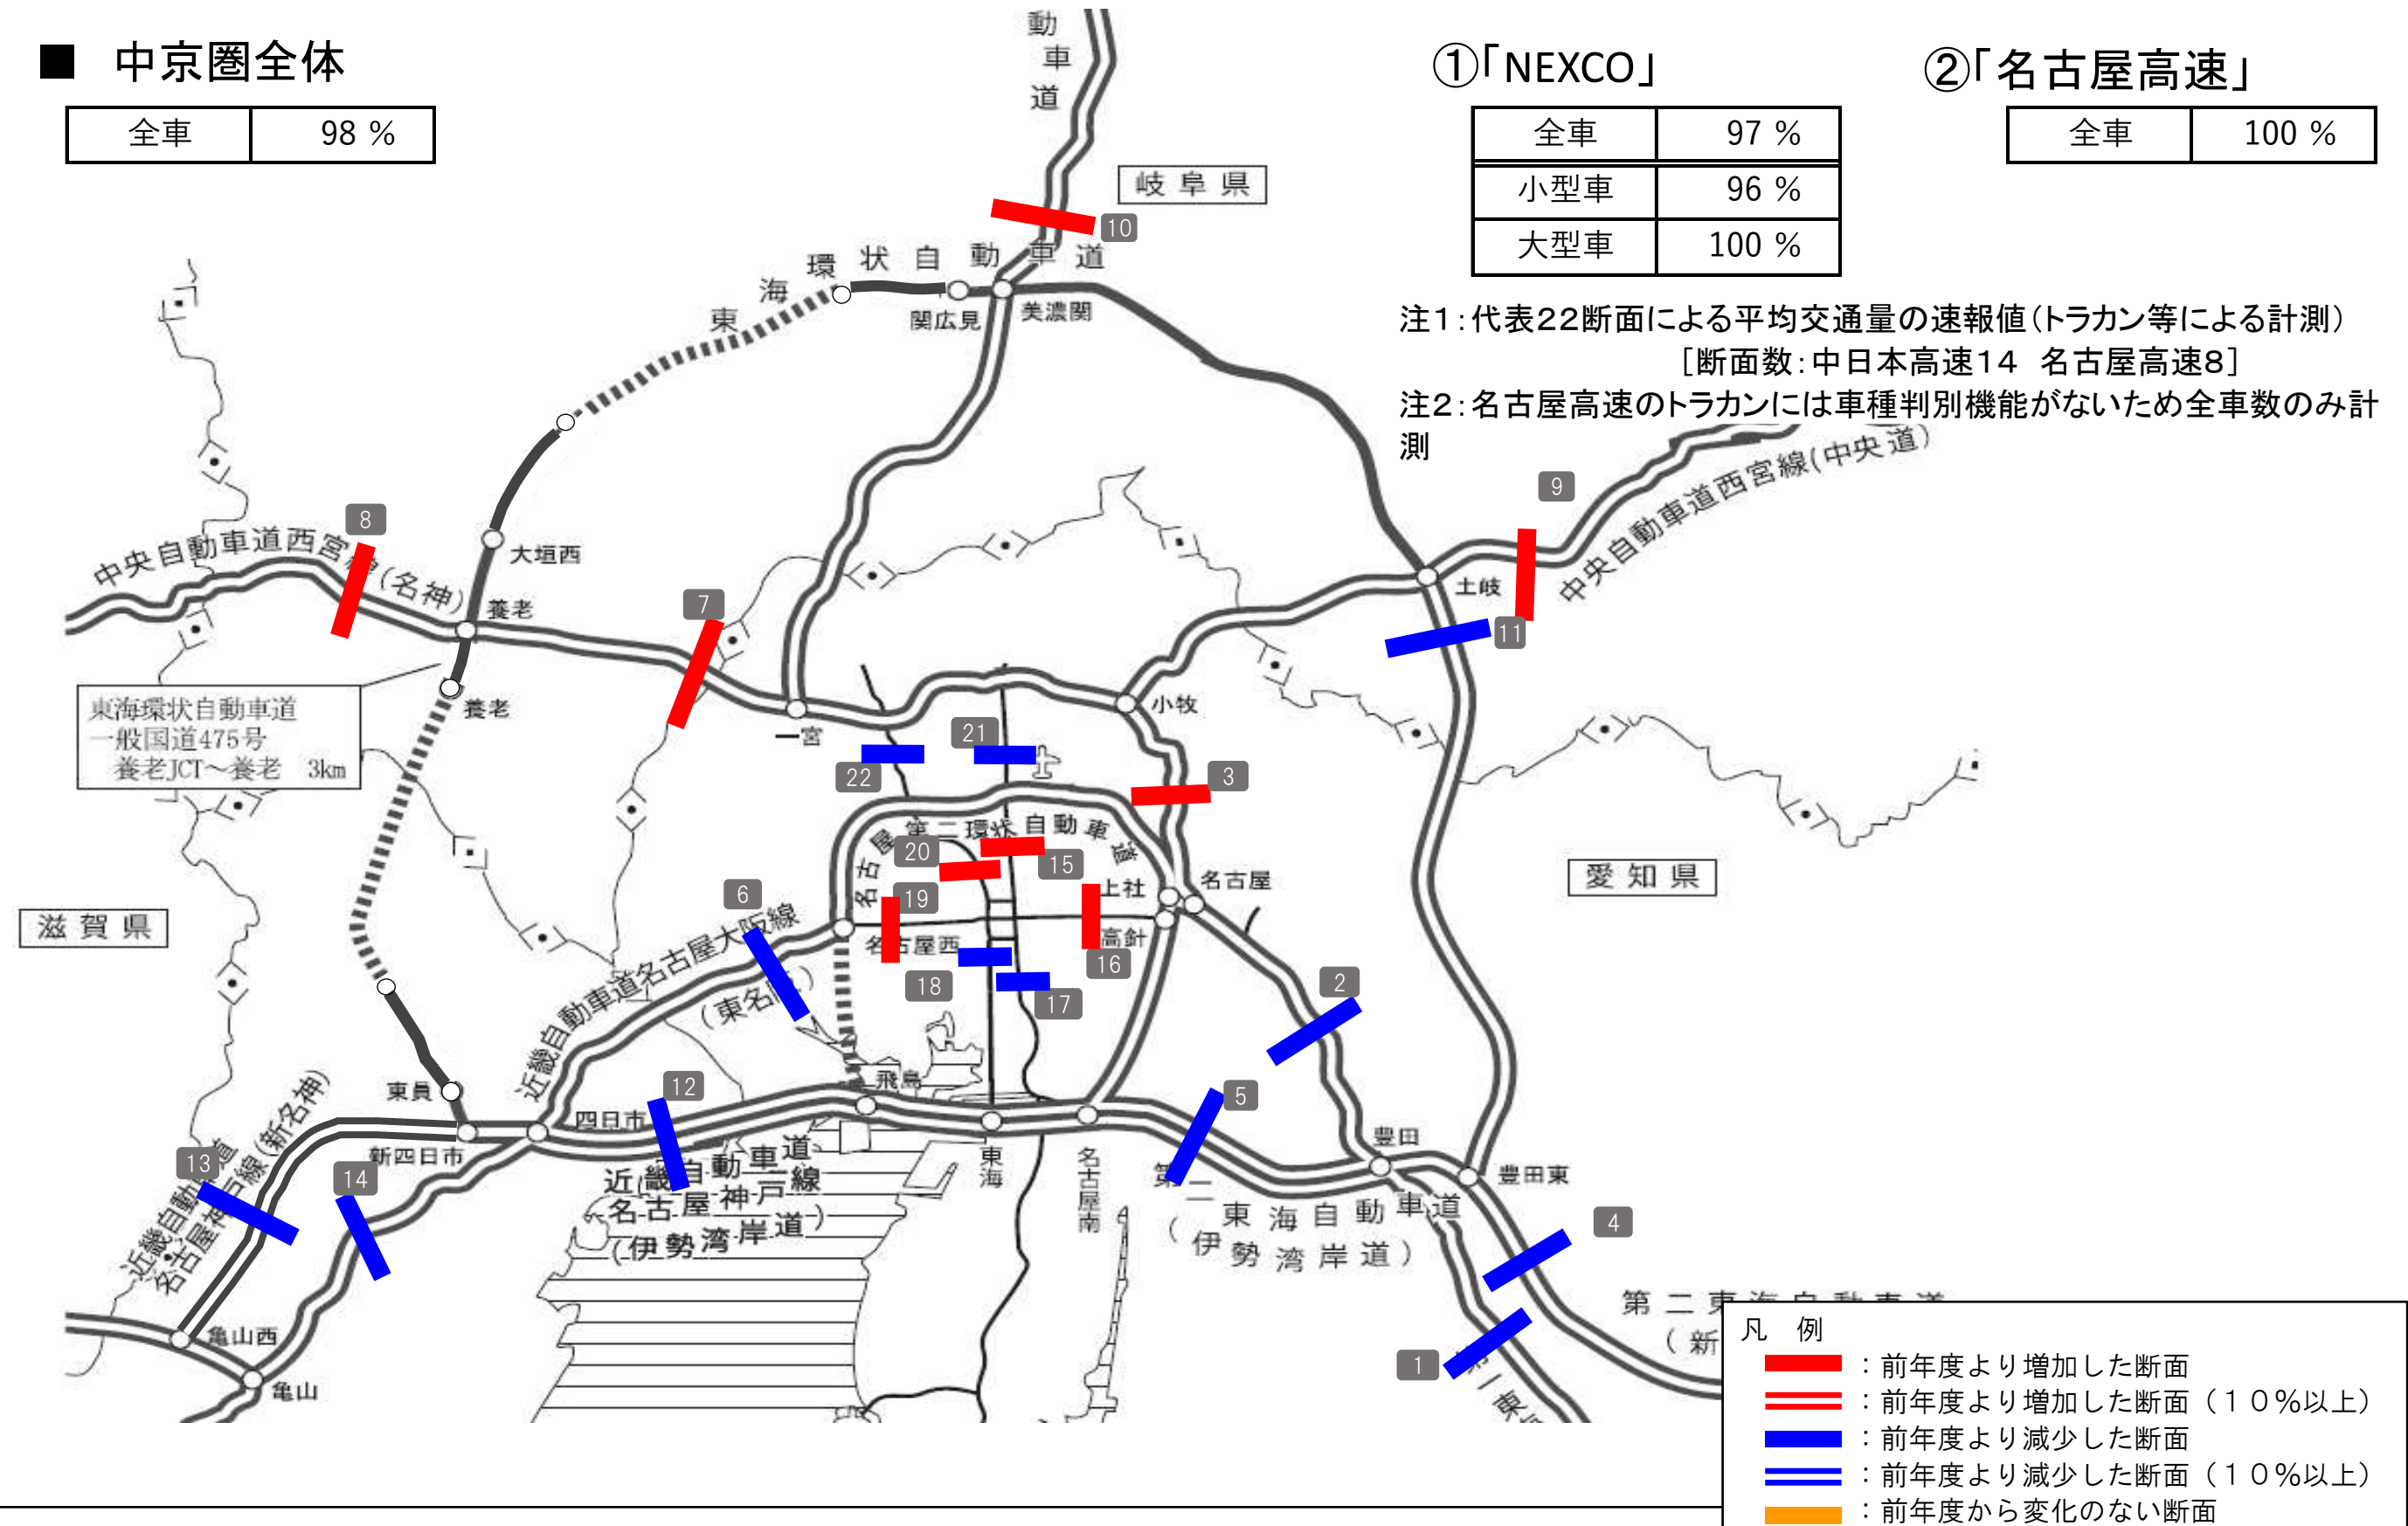 ■ 中京圏全体
全車 98 %
①「NEXCO」
全車 97 %
小型車 96 %
大型車 100 %
②「名古屋高速」
全車 100 %
注1：代表22断面による平均交通量の速報値（トラカン等による計測）
［断面数：中日本高速14 名古屋高速8］
注2：名古屋高速のトラカンには車種判別機能がないため全車数のみ計
測
動車道
岐阜県
10
東海環状自動車道
関広見
美濃関
9
中央自動車道西宮線(中央道)
8
中央自動車道西宮線(名神)
大垣西
養老
7
土岐
11
東海環状自動車道
一般国道475号
養老JCT～養老 3km
養老
一宮
小牧
21
22
3
名古屋第二環状自動車道
20
15
上社
名古屋
愛知県
19
6
滋賀県
名古屋西
高針
16
近畿自動車道名古屋大阪線
(東名阪)
18
17
2
東員
12
飛島
5
四日市
新四日市
13
14
近畿自動車道
名古屋神戸線(新名神)
近畿自動車道
名古屋神戸線
(伊勢湾岸道)
東海
名古屋南
豊田
豊田東
第二東海自動車道
(伊勢湾岸道)
4
亀山西
亀山
1
第二東海自動車道
(新
第一東
凡 例
：前年度より増加した断面
：前年度より増加した断面（１０％以上）
：前年度より減少した断面
：前年度より減少した断面（１０％以上）
：前年度から変化のない断面